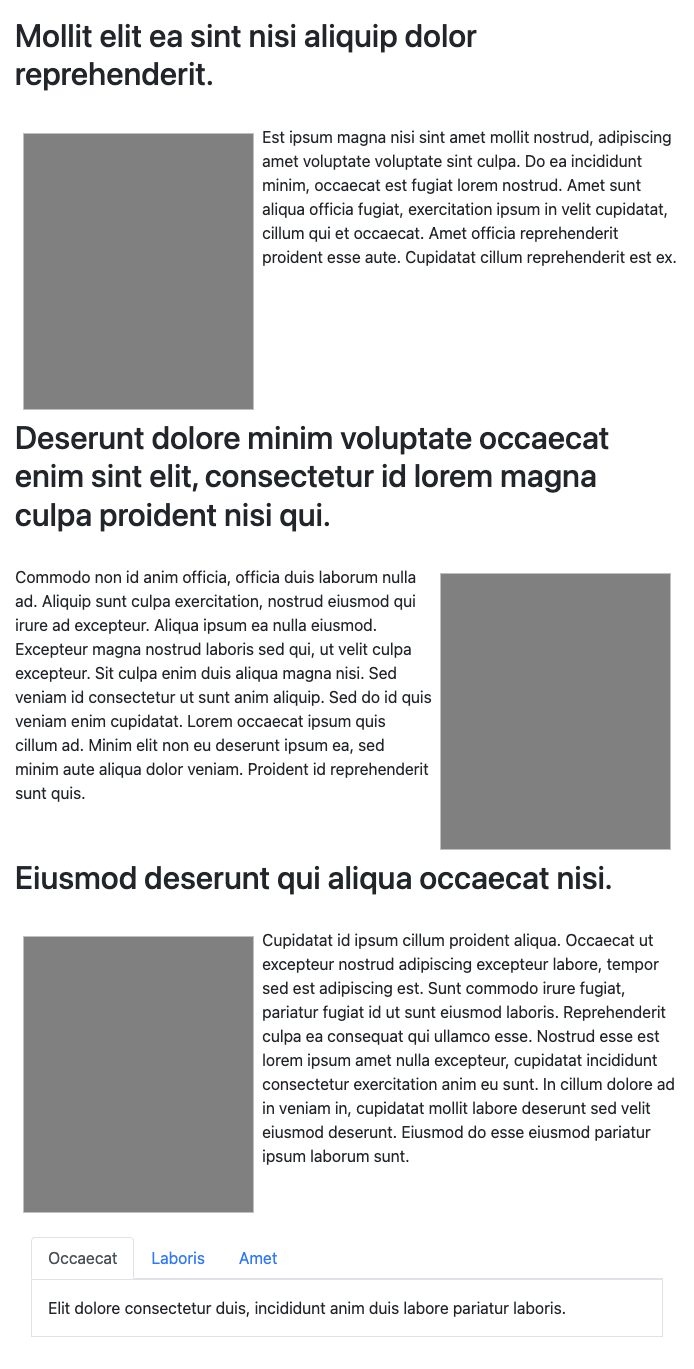 Mollit elit ea sint nisi aliquip dolor
reprehenderit.
Est ipsum magna nisi sint amet mollit nostrud, adipiscing
amet voluptate voluptate sint culpa. Do ea incididunt
minim, occaecat est fugiat lorem nostrud. Amet sunt
aliqua officia fugiat, exercitation ipsum in velit cupidatat,
cillum qui et occaecat. Amet officia reprehenderit
proident esse aute. Cupidatat cillum reprehenderit est ex.
Deserunt dolore minim voluptate occaecat
enim sint elit, consectetur id lorem magna
culpa proident nisi qui.
Commodo non id anim officia, officia duis laborum nulla
ad. Aliquip sunt culpa exercitation, nostrud eiusmod qui
irure ad excepteur. Aliqua ipsum ea nulla eiusmod.
Excepteur magna nostrud laboris sed qui, ut velit culpa
excepteur. Sit culpa enim duis aliqua magna nisi. Sed
veniam id consectetur ut sunt anim aliquip. Sed do id quis
veniam enim cupidatat. Lorem occaecat ipsum quis
cillum ad. Minim elit non eu deserunt ipsum ea, sed
minim aute aliqua dolor veniam. Proident id reprehenderit
sunt quis.
Eiusmod deserunt qui aliqua occaecat nisi.
Cupidatat id ipsum cillum proident aliqua. Occaecat ut
excepteur nostrud adipiscing excepteur labore, tempor
sed est adipiscing est. Sunt commodo irure fugiat,
pariatur fugiat id ut sunt eiusmod laboris. Reprehenderit
culpa ea consequat qui ullamco esse. Nostrud esse est
lorem ipsum amet nulla excepteur, cupidatat incididunt
consectetur exercitation anim eu sunt. In cillum dolore ad
in veniam in, cupidatat mollit labore deserunt sed velit
eiusmod deserunt. Eiusmod do esse eiusmod pariatur
ipsum laborum sunt.
Occaecat Laboris Amet
Elit dolore consectetur duis, incididunt anim duis labore pariatur laboris.